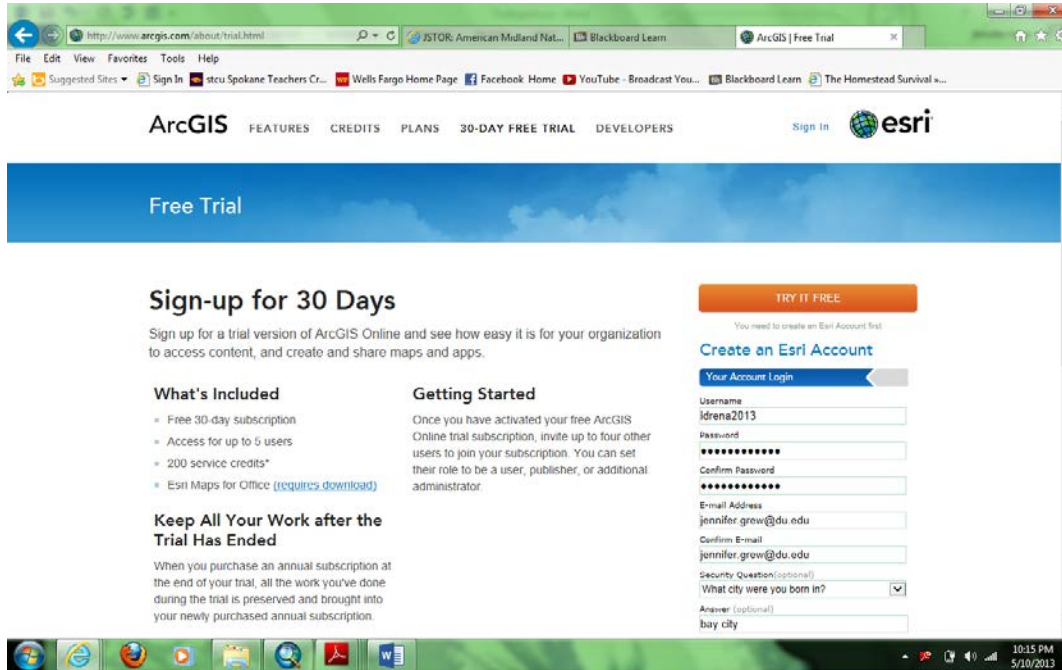 http://www.arcgis.com/about/trial.html
JSTOR: American Midland Nat...
Blackboard Learn
ArcGIS | Free Trial
File Edit View Favorites Tools Help
Suggested Sites
Sign In
stcu Spokane Teachers Cr...
Wells Fargo Home Page
Facebook Home
YouTube - Broadcast You...
Blackboard Learn
The Homestead Survival »...
ArcGIS FEATURES CREDITS PLANS 30-DAY FREE TRIAL DEVELOPERS Sign In esri
Free Trial
Sign-up for 30 Days
Sign up for a trial version of ArcGIS Online and see how easy it is for your organization
to access content, and create and share maps and apps.
What's Included
Free 30-day subscription
Access for up to 5 users
200 service credits*
Esri Maps for Office (requires download)
Keep All Your Work after the
Trial Has Ended
When you purchase an annual subscription at
the end of your trial, all the work you've done
during the trial is preserved and brought into
your newly purchased annual subscription.
Getting Started
Once you have activated your free ArcGIS
Online trial subscription, invite up to four other
users to join your subscription. You can set
their role to be a user, publisher, or additional
administrator.
TRY IT FREE
You need to create an Esri Account first.
Create an Esri Account
Your Account Login
Username
ldrena2013
Password
••••••••••••
Confirm Password
••••••••••••
E-mail Address
jennifer.grew@du.edu
Confirm E-mail
jennifer.grew@du.edu
Security Question(optional)
What city were you born in?
Answer (optional)
bay city
10:15 PM
5/10/2013